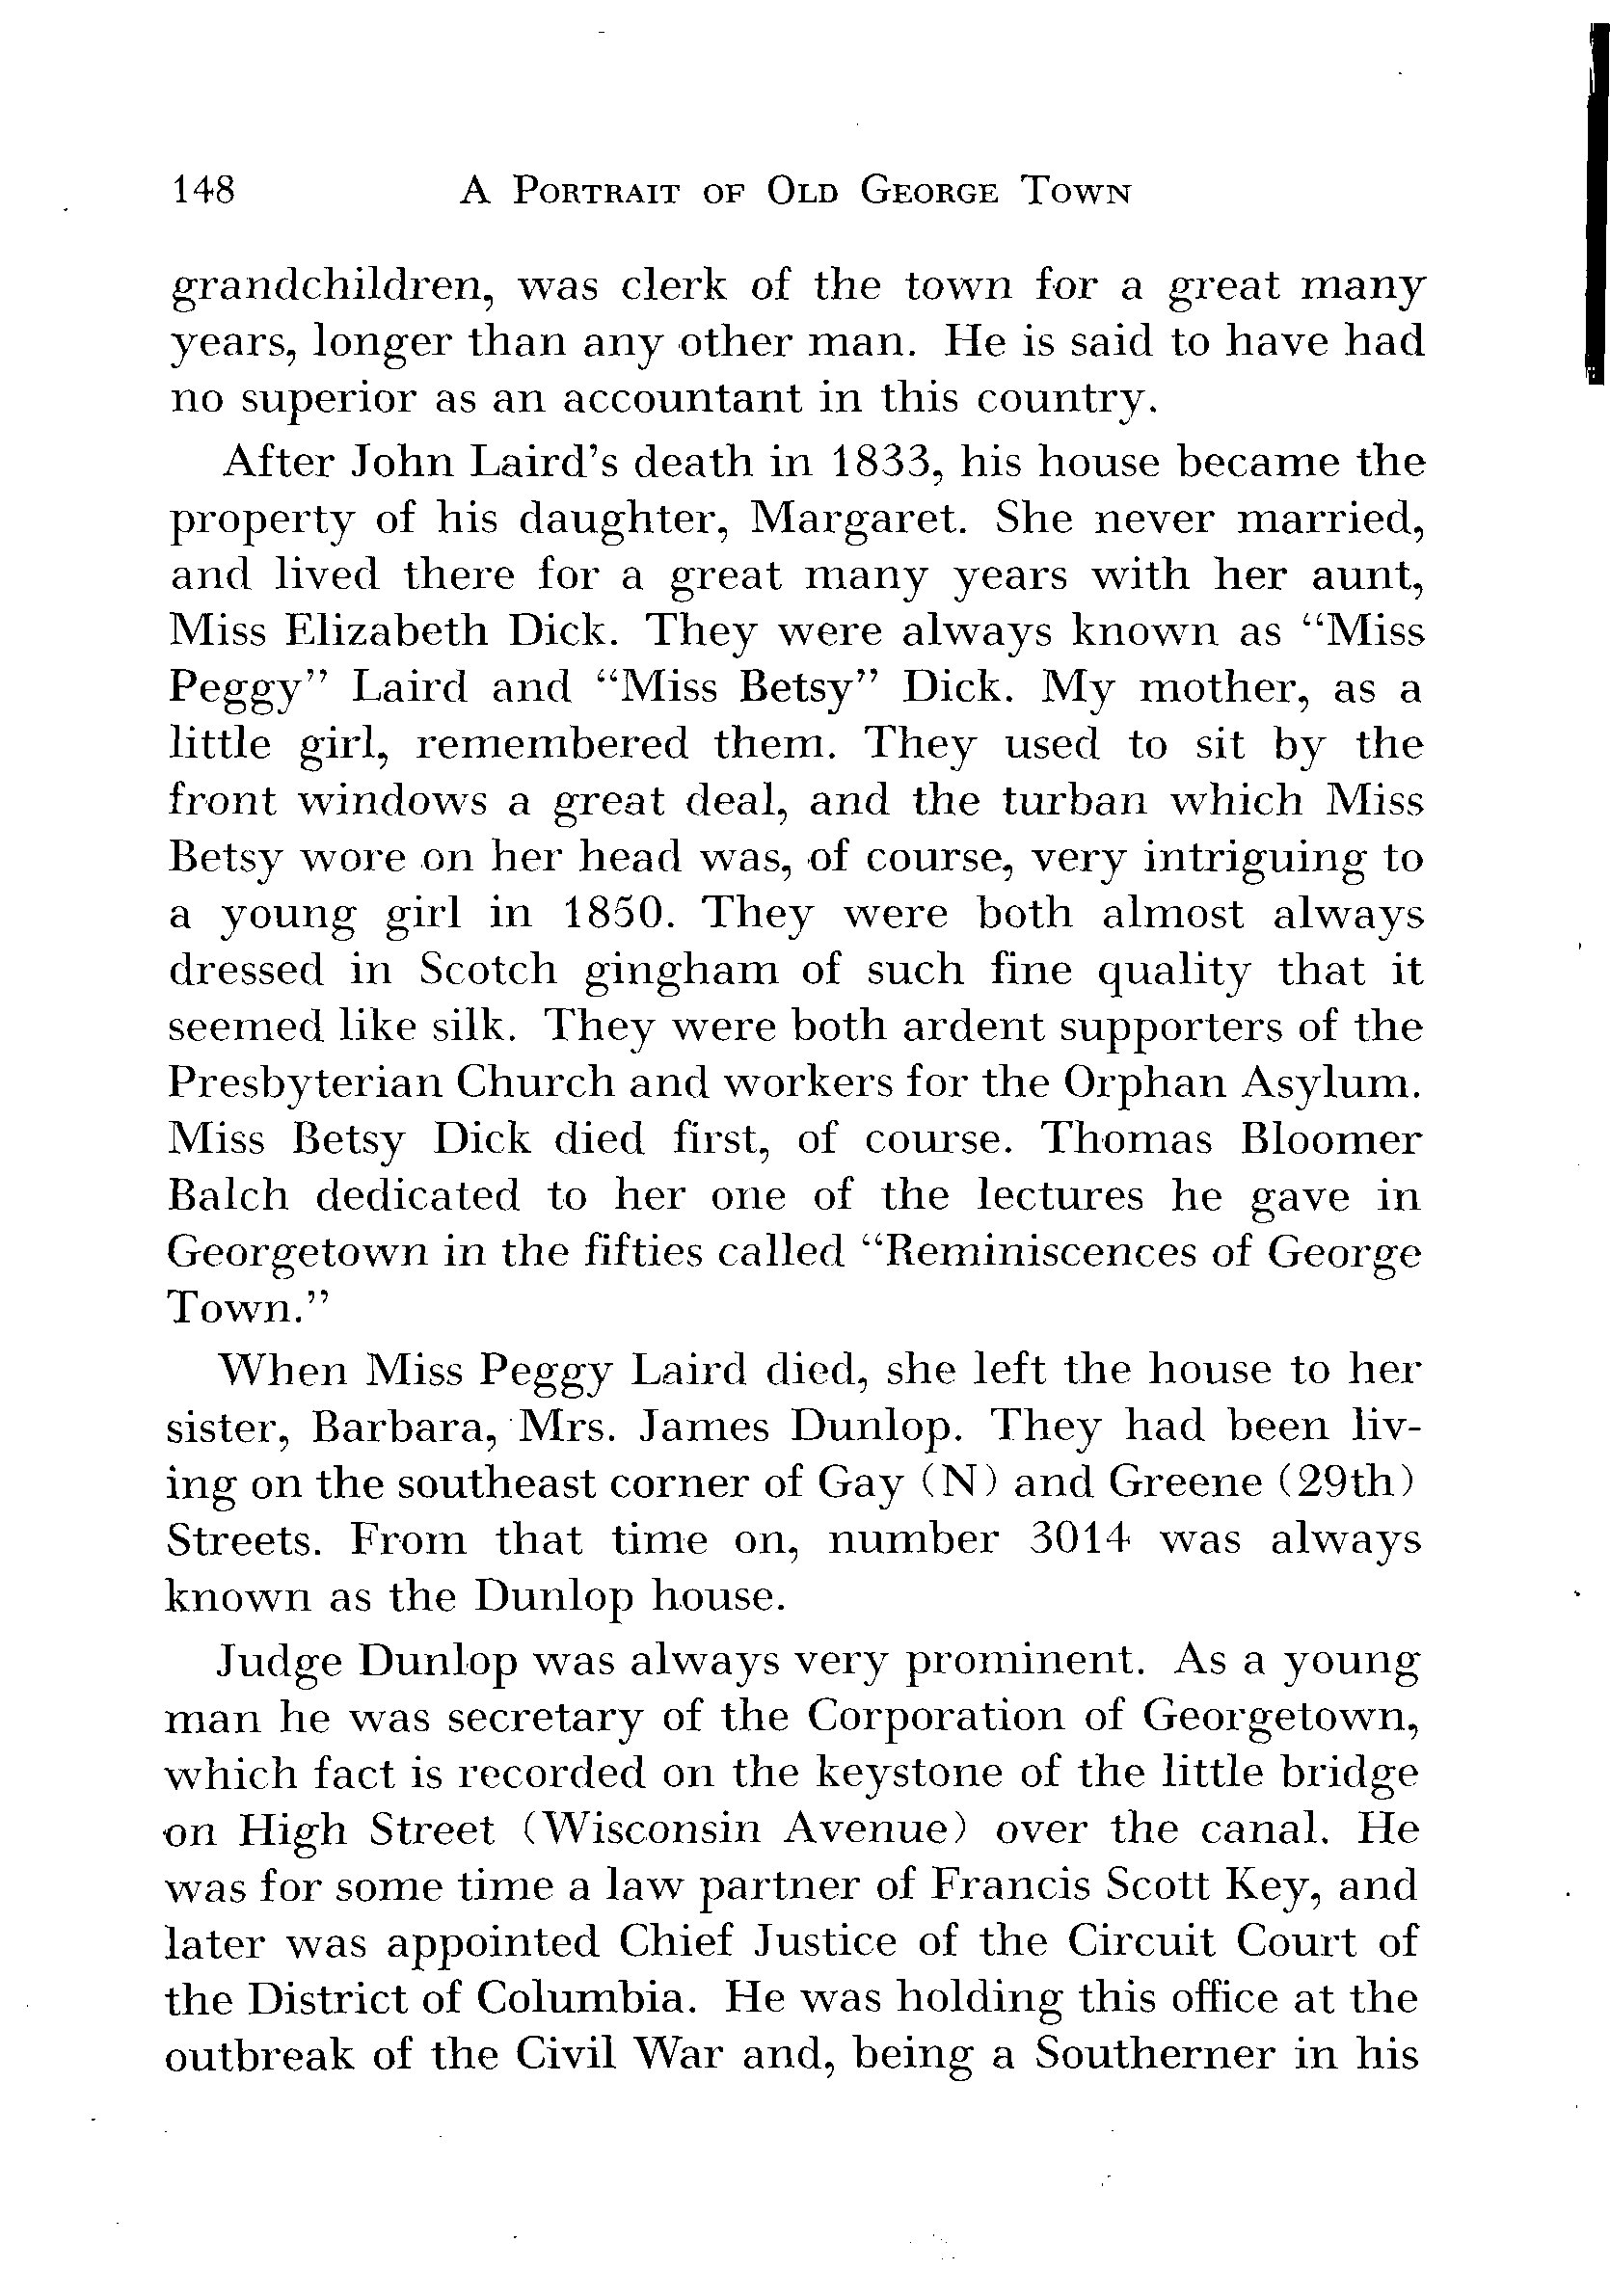 148 A PORTRAIT OF OLD GEORGE TOWN
grandchildren, was clerk of the town for a great many
years, longer than any other man. He is said to have had
no superior as an accountant in this country.
After John Laird's death in 1833, his house became the
property of his daughter, Margaret. She never married,
and lived there for a great many years with her aunt,
Miss Elizabeth Dick. They were always known as “Miss
Peggy” Laird and “Miss Betsy” Dick. My mother, as a
little girl, remembered them. They used to sit by the
front windows a great deal, and the turban which Miss
Betsy wore on her head was, of course, very intriguing to
a young girl in 1850. They were both almost always
dressed in Scotch gingham of such fine quality that it
seemed like silk. They were both ardent supporters of the
Presbyterian Church and workers for the Orphan Asylum.
Miss Betsy Dick died first, of course. Thomas Bloomer
Balch dedicated to her one of the lectures he gave in
Georgetown in the fifties called “Reminiscences of George
Town.”
When Miss Peggy Laird died, she left the house to her
sister, Barbara, Mrs. James Dunlop. They had been liv-
ing on the southeast corner of Gay (N) and Greene (29th)
Streets. From that time on, number 3014 was always
known as the Dunlop house.
Judge Dunlop was always very prominent. As a young
man he was secretary of the Corporation of Georgetown,
which fact is recorded on the keystone of the little bridge
on High Street (Wisconsin Avenue) over the canal. He
was for some time a law partner of Francis Scott Key, and
later was appointed Chief Justice of the Circuit Court of
the District of Columbia. He was holding this office at the
outbreak of the Civil War and, being a Southerner in his